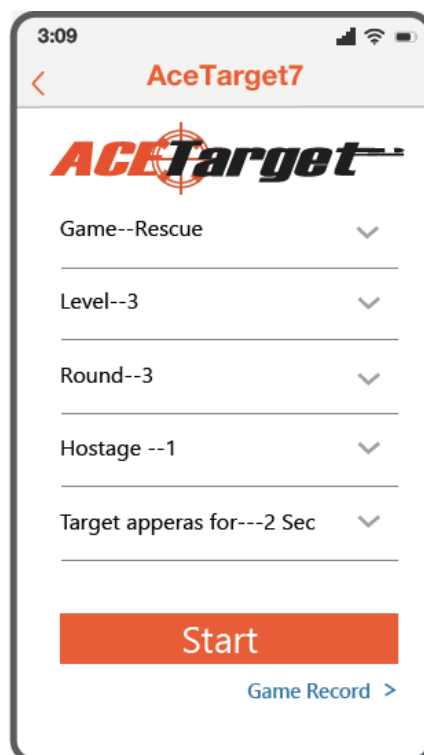 3:09
AceTarget7
ACETarget
Game--Rescue
Level--3
Round--3
Hostage --1
Target apperas for---2 Sec
Start
Game Record >